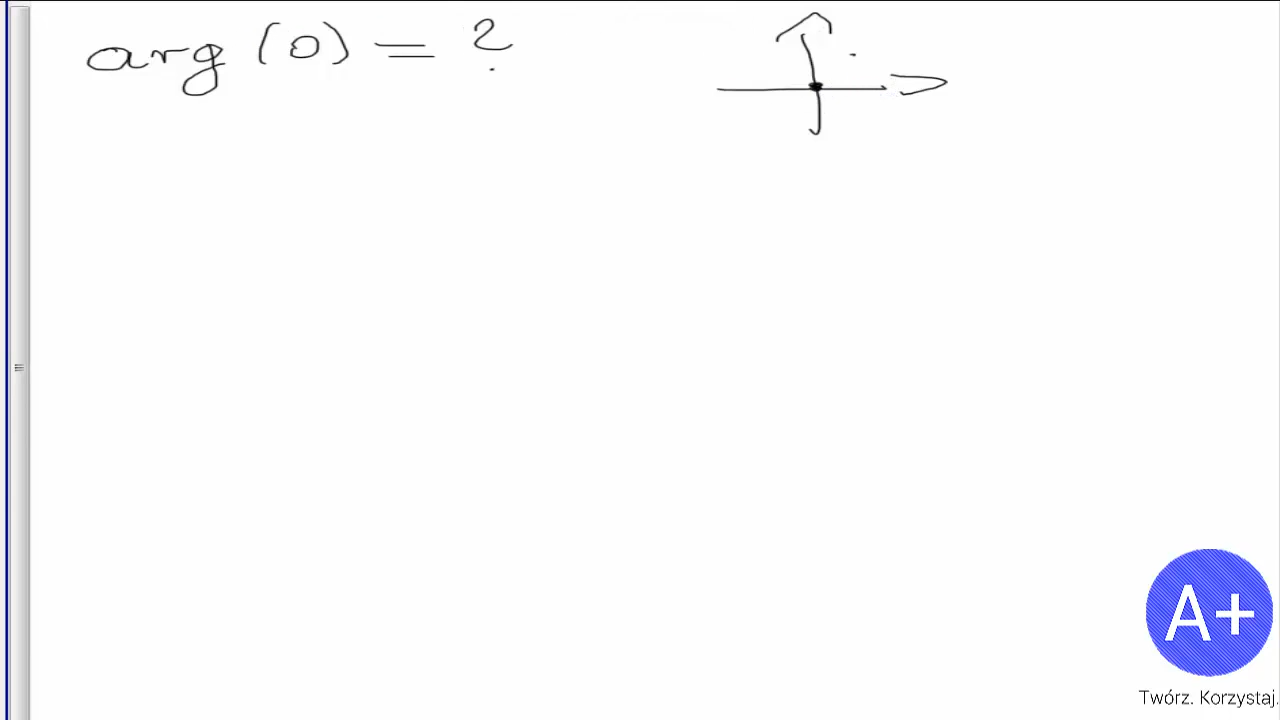 arg (0) = ?
A+
Twórz. Korzystaj.